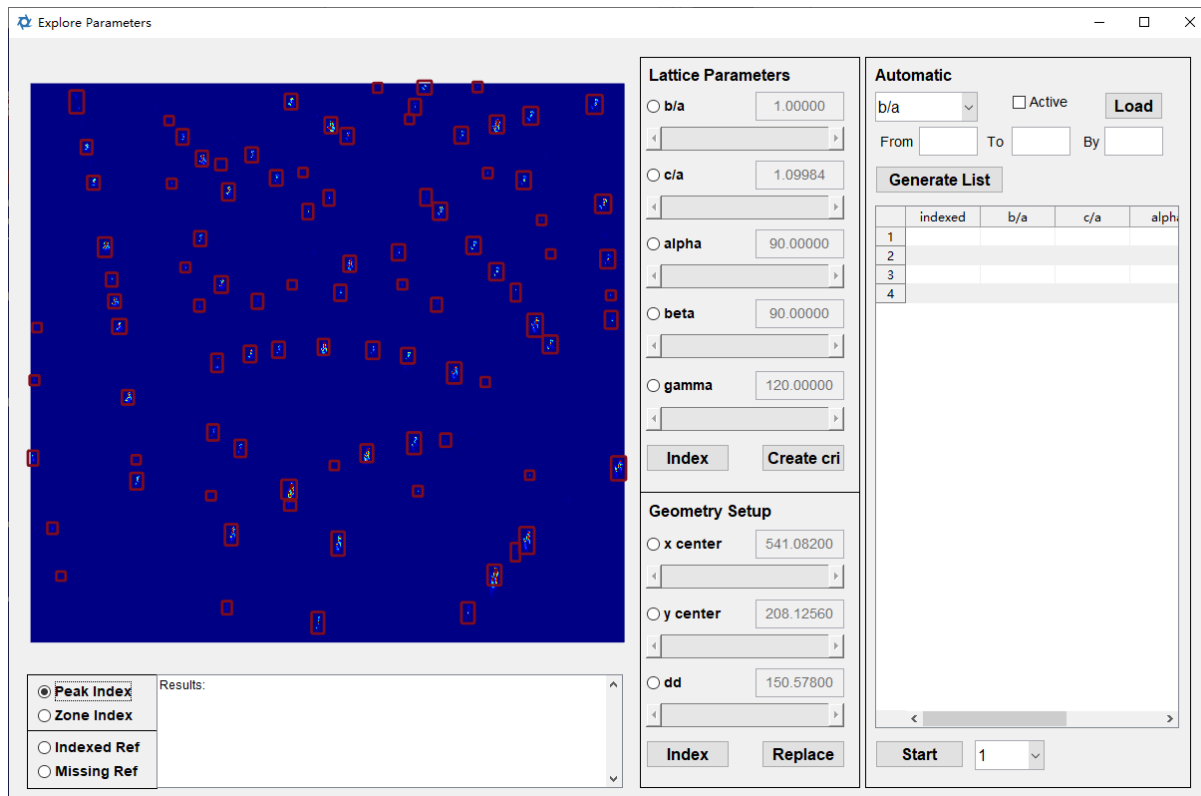 Explore Parameters
Lattice Parameters
b/a
1.00000
c/a
1.09984
alpha
90.00000
beta
90.00000
gamma
120.00000
Index
Create cri
Geometry Setup
x center
541.08200
y center
208.12560
dd
150.57800
Index
Replace
Automatic
b/a
Active
Load
From
To
By
Generate List
indexed b/a c/a alpha
1
2
3
4
Start
1
Peak Index
Zone Index
Indexed Ref
Missing Ref
Results: